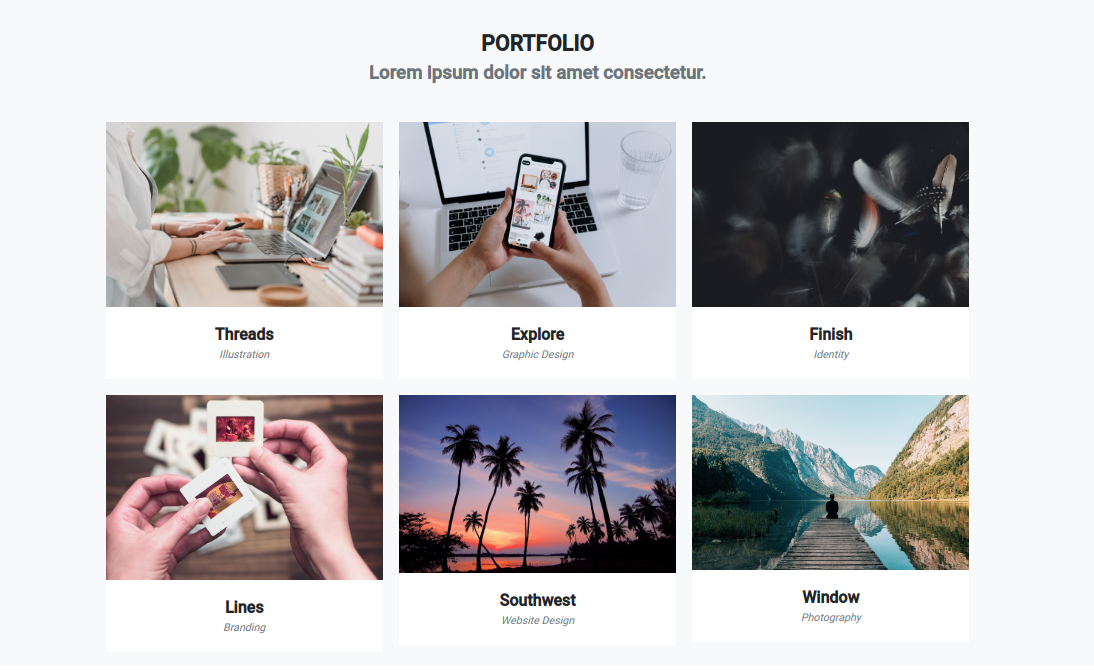 PORTFOLIO
Lorem ipsum dolor sit amet consectetur.
Threads
Illustration
Explore
Graphic Design
Finish
Identity
Lines
Branding
Southwest
Website Design
Window
Photography